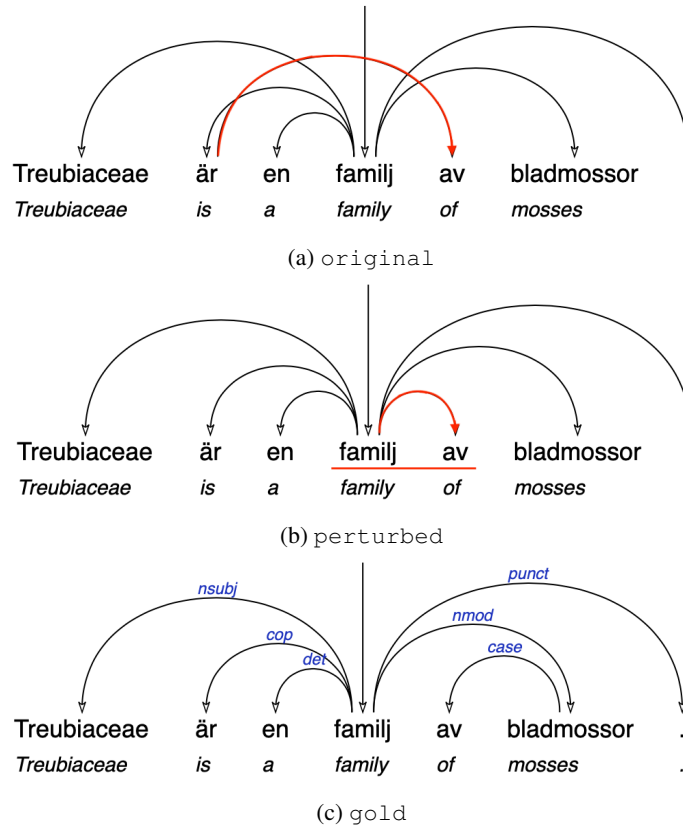 Treubiaceae är en familj av bladmossor
Treubiaceae is a family of mosses
(a) original
Treubiaceae är en familj av bladmossor
Treubiaceae is a family of mosses
(b) perturbed
punct
nsubj
nmod
cop
case
det
Treubiaceae är en familj av bladmossor .
Treubiaceae is a family of mosses .
(c) gold